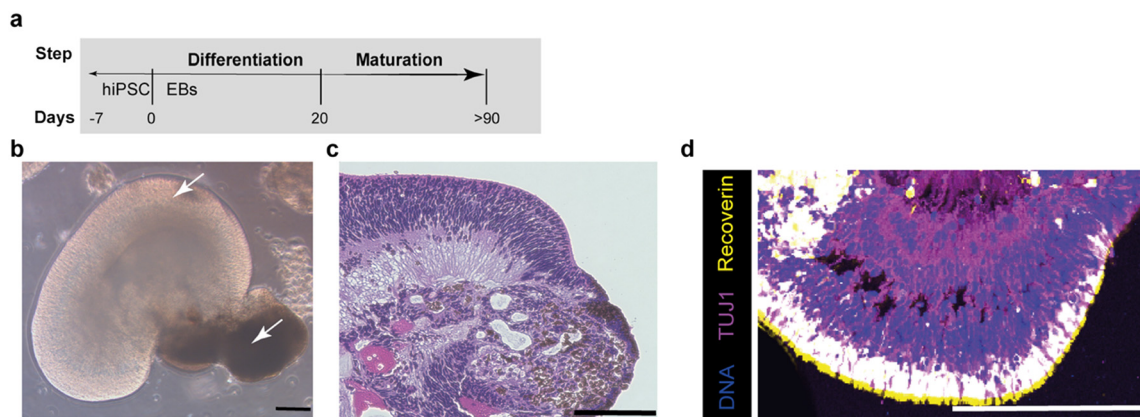 a
Step
Differentiation Maturation
hiPSC EBs
Days -7 0 20 >90
b
c
d
DNA TUJ1 Recoverin